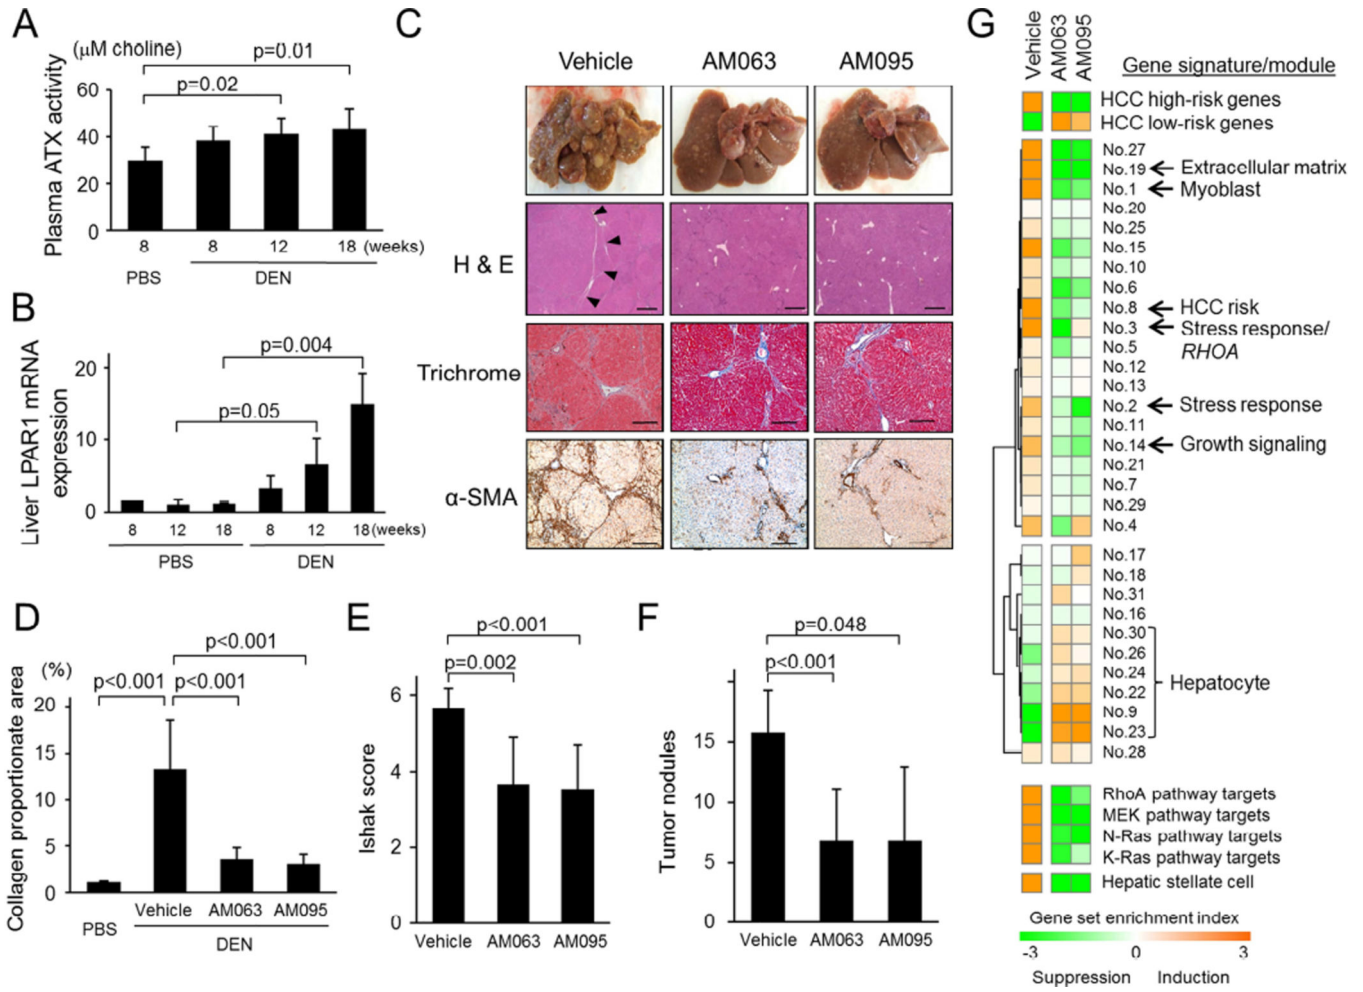 A
(μM choline)
p=0.01
p=0.02
Plasma ATX activity
60
40
20
0
8
8
12
18 (weeks)
PBS
DEN
B
Liver LPAR1 mRNA
expression
p=0.004
p=0.05
20
10
0
8
12
18
8
12
18 (weeks)
PBS
DEN
C
Vehicle
AM063
AM095
H & E
Trichrome
α-SMA
D
(%)
Collagen proportionate area
p<0.001
p<0.001
p<0.001
20
15
10
5
0
PBS
Vehicle
AM063
AM095
DEN
E
p<0.001
p=0.002
Ishak score
6
4
2
0
Vehicle
AM063
AM095
F
p=0.048
p<0.001
Tumor nodules
15
10
5
0
Vehicle
AM063
AM095
G
Vehicle
AM063
AM095
Gene signature/module
HCC high-risk genes
HCC low-risk genes
No.27
No.19
Extracellular matrix
No.1
Myoblast
No.20
No.25
No.15
No.10
No.6
No.8
HCC risk
No.3
Stress response/
RHOA
No.5
No.12
No.13
No.2
Stress response
No.11
No.14
Growth signaling
No.21
No.7
No.29
No.4
No.17
No.18
No.31
No.16
No.30
No.26
No.24
No.22
No.9
No.23
Hepatocyte
No.28
RhoA pathway targets
MEK pathway targets
N-Ras pathway targets
K-Ras pathway targets
Hepatic stellate cell
Gene set enrichment index
-3
0
3
Suppression
Induction